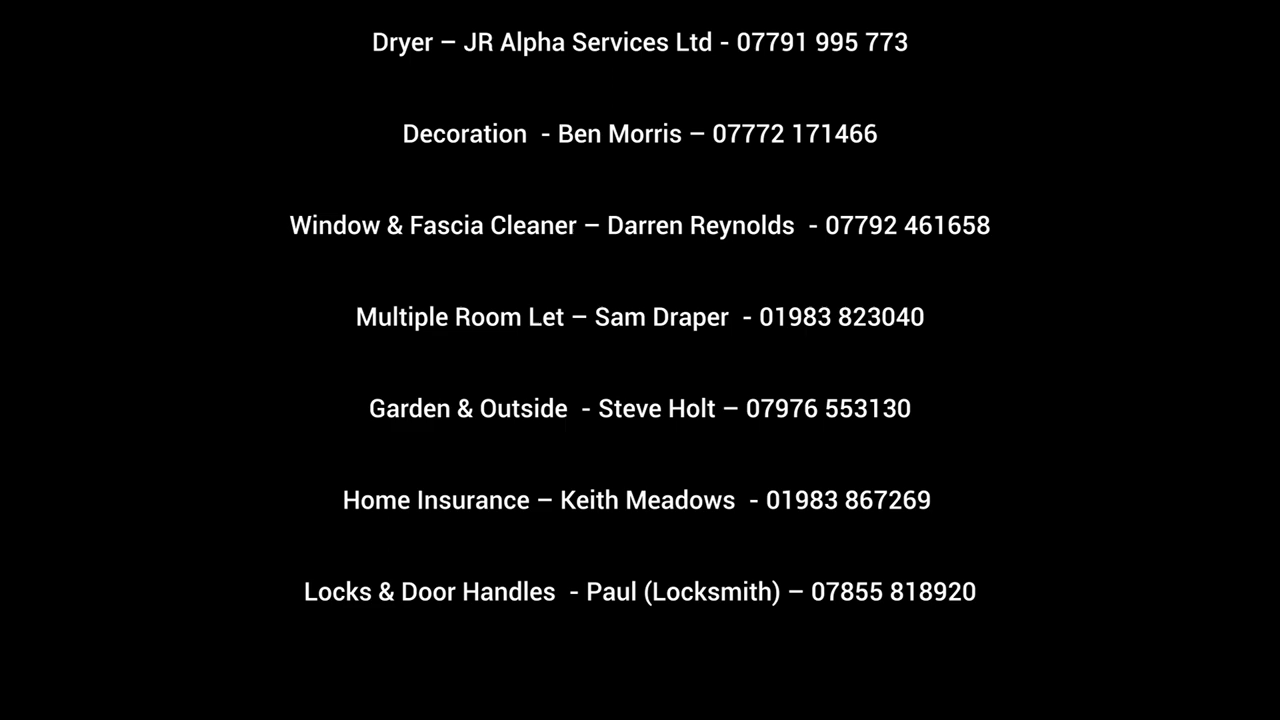 Dryer – JR Alpha Services Ltd - 07791 995 773
Decoration  - Ben Morris – 07772 171466
Window & Fascia Cleaner – Darren Reynolds  - 07792 461658
Multiple Room Let – Sam Draper  - 01983 823040
Garden & Outside  - Steve Holt – 07976 553130
Home Insurance – Keith Meadows  - 01983 867269
Locks & Door Handles  - Paul (Locksmith) – 07855 818920